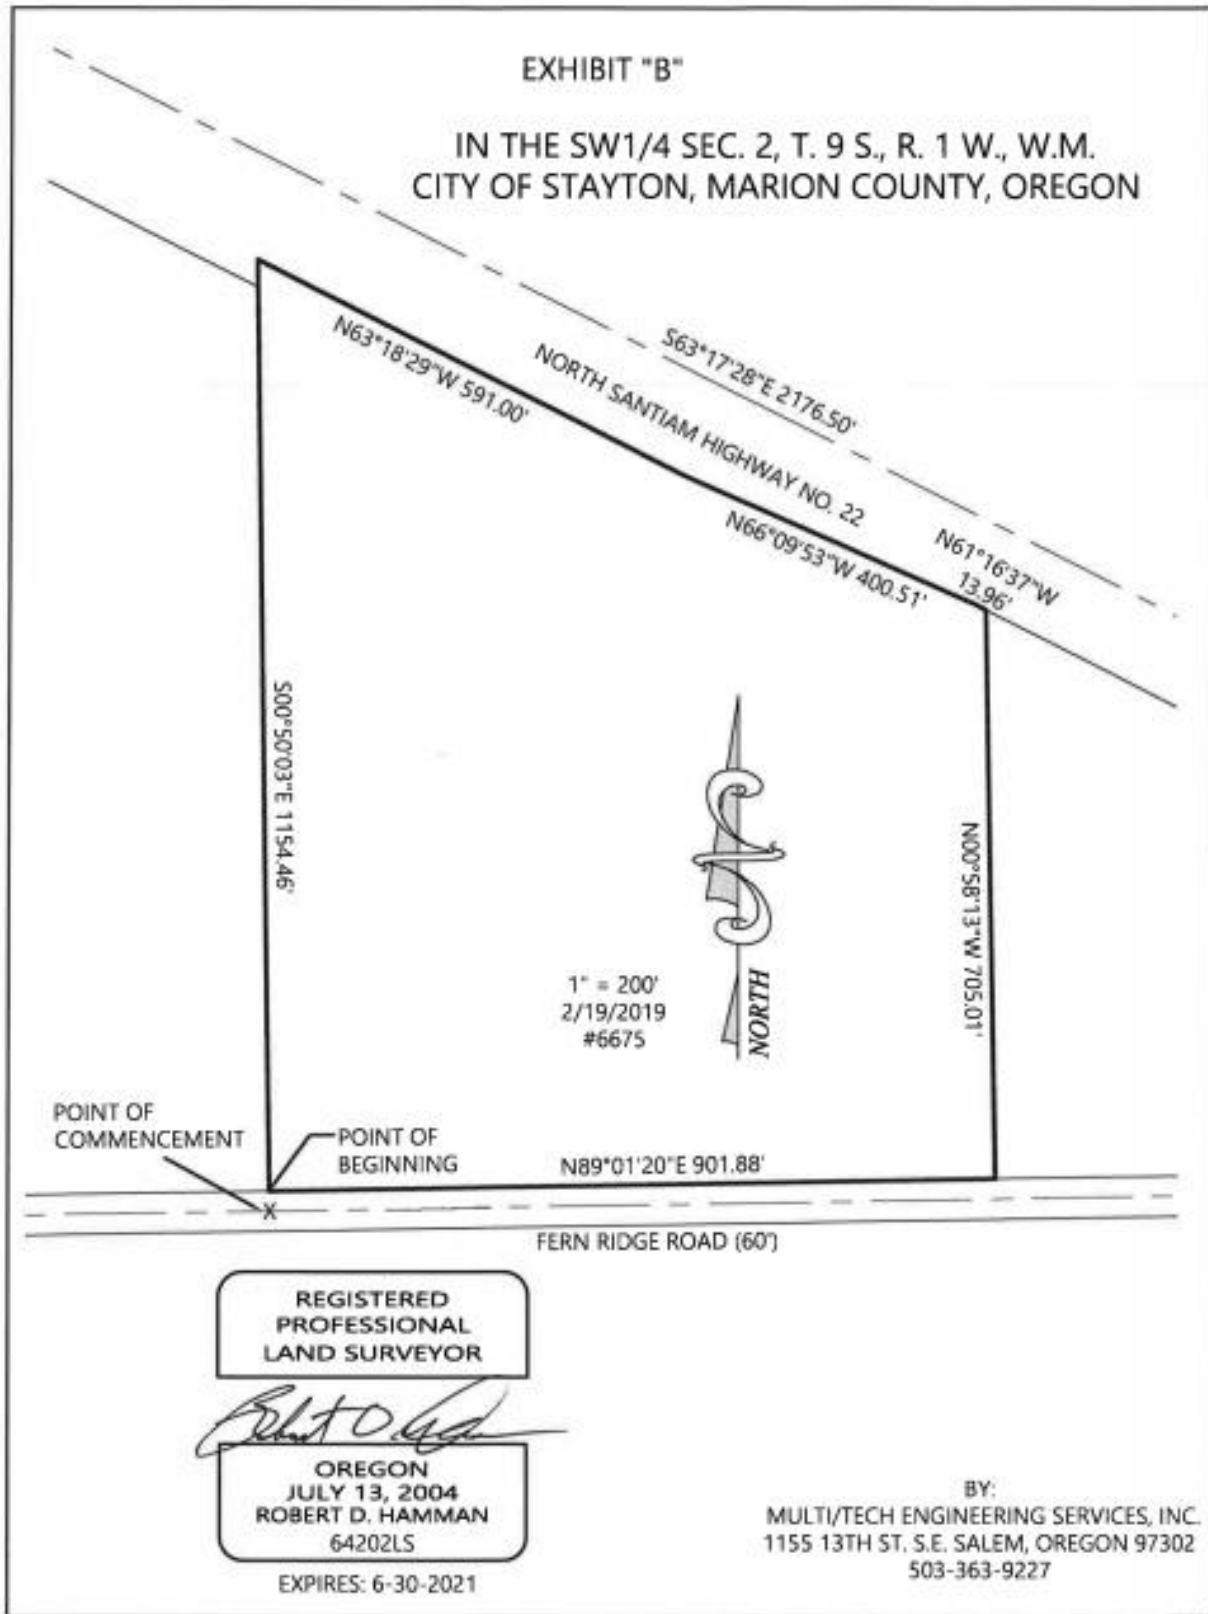 EXHIBIT "B"
IN THE SW1/4 SEC. 2, T. 9 S., R. 1 W., W.M.
CITY OF STAYTON, MARION COUNTY, OREGON
N63°18'29"W 591.00'
S63°17'28"E 2176.50'
NORTH SANTIAM HIGHWAY NO. 22
N66°09'53"W 400.51'
N61°16'37"W
13.96'
S00°50'03"E 1154.46'
N00°58'13"W 705.01'
1" = 200'
2/19/2019
#6675
NORTH
POINT OF
COMMENCEMENT
POINT OF
BEGINNING
N89°01'20"E 901.88'
X
FERN RIDGE ROAD (60')
REGISTERED
PROFESSIONAL
LAND SURVEYOR
OREGON
JULY 13, 2004
ROBERT D. HAMMAN
64202LS
EXPIRES: 6-30-2021
BY:
MULTI/TECH ENGINEERING SERVICES, INC.
1155 13TH ST. S.E. SALEM, OREGON 97302
503-363-9227